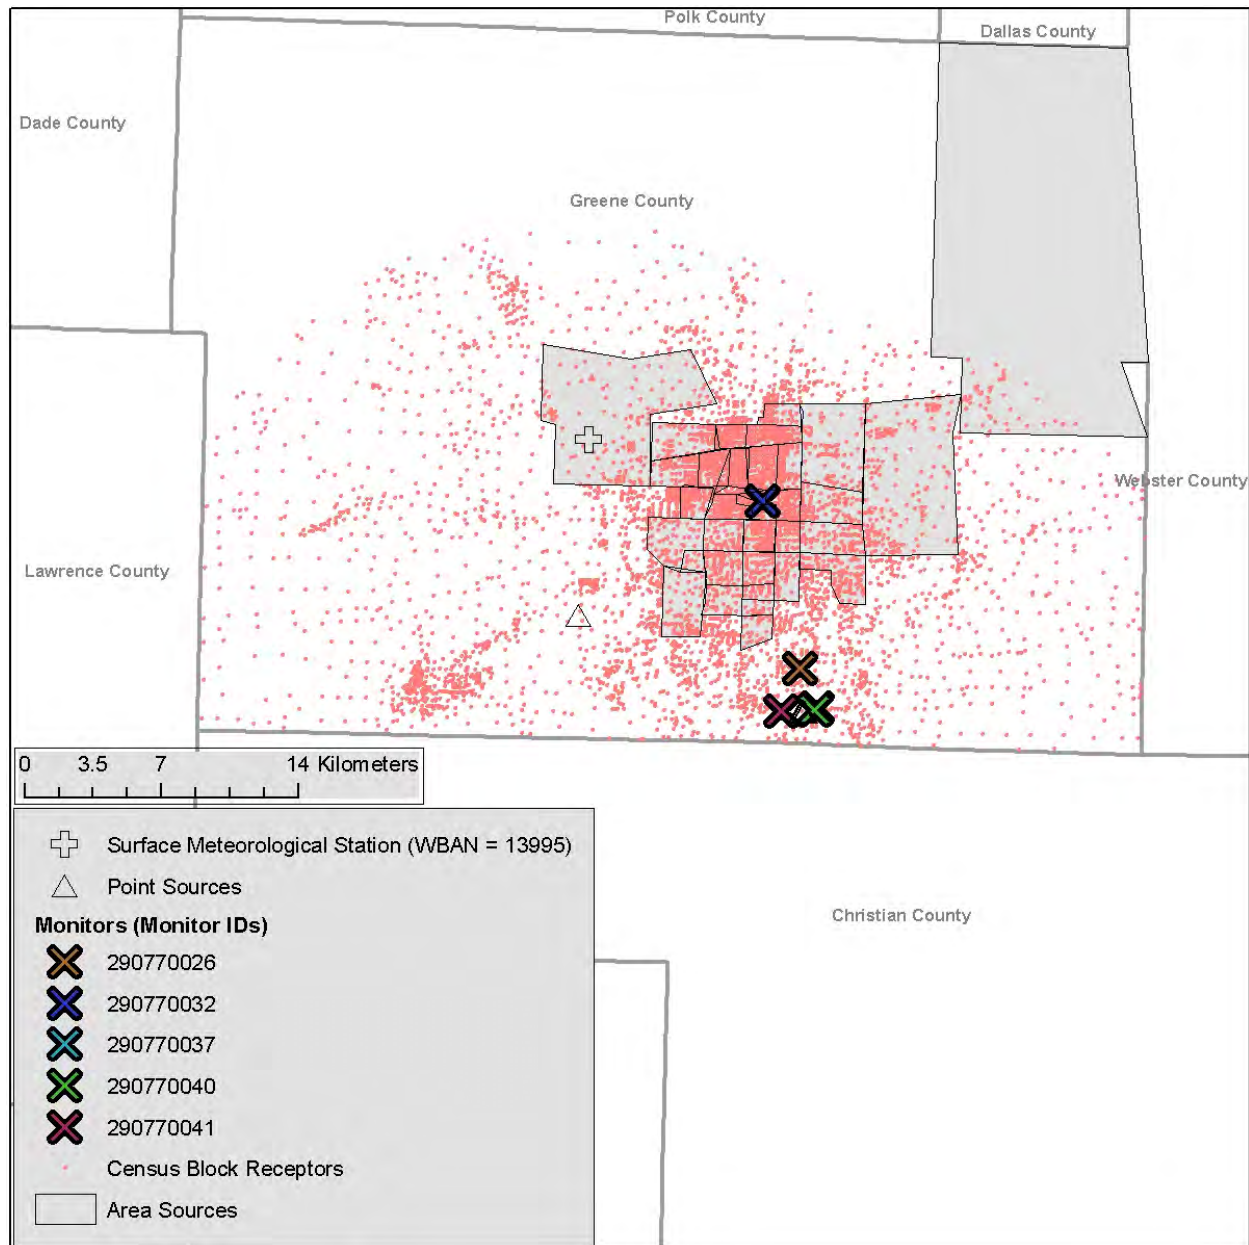 Polk County
Dallas County
Dade County
Greene County
Webster County
Lawrence County
0 3.5 7 14 Kilometers
Surface Meteorological Station (WBAN = 13995)
Point Sources
Monitors (Monitor IDs)
290770026
290770032
290770037
290770040
290770041
Census Block Receptors
Area Sources
Christian County